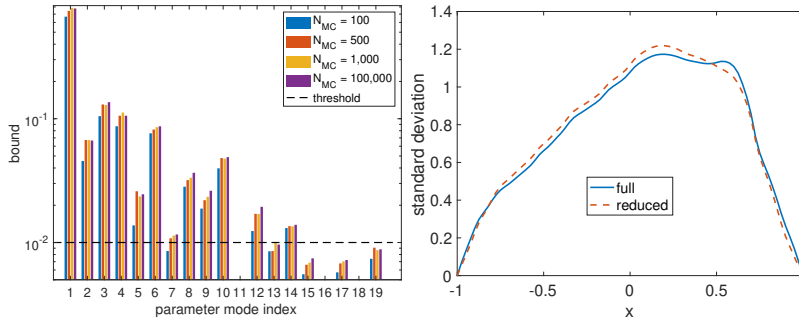 N_MC = 100
N_MC = 500
N_MC = 1,000
N_MC = 100,000
threshold
bound
10^-1
10^-2
1 2 3 4 5 6 7 8 9 10 11 12 13 14 15 16 17 18 19
parameter mode index
standard deviation
1.4
1.2
1
0.8
0.6
0.4
0.2
0
full
reduced
-1 -0.5 0 0.5
x